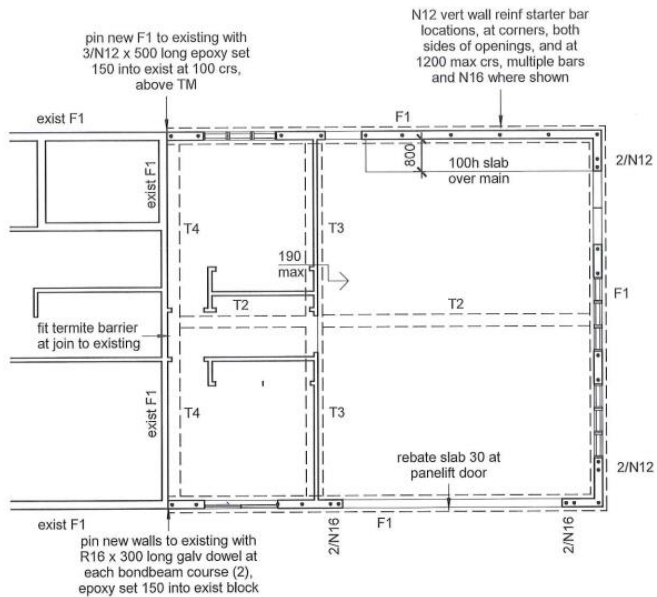 pin new F1 to existing with
3/N12 x 500 long epoxy set
150 into exist at 100 crs,
above TM
N12 vert wall reinf starter bar
locations, at corners, both
sides of openings, and at
1200 max crs, multiple bars
and N16 where shown
exist F1
F1
exist F1
800
100h slab
over main
2/N12
T4
T3
190
max
F1
T2
T2
fit termite barrier
at join to existing
exist F1
T4
T3
rebate slab 30 at
panelift door
2/N12
exist F1
2/N16
F1
2/N16
pin new walls to existing with
R16 x 300 long galv dowel at
each bondbeam course (2),
epoxy set 150 into exist block